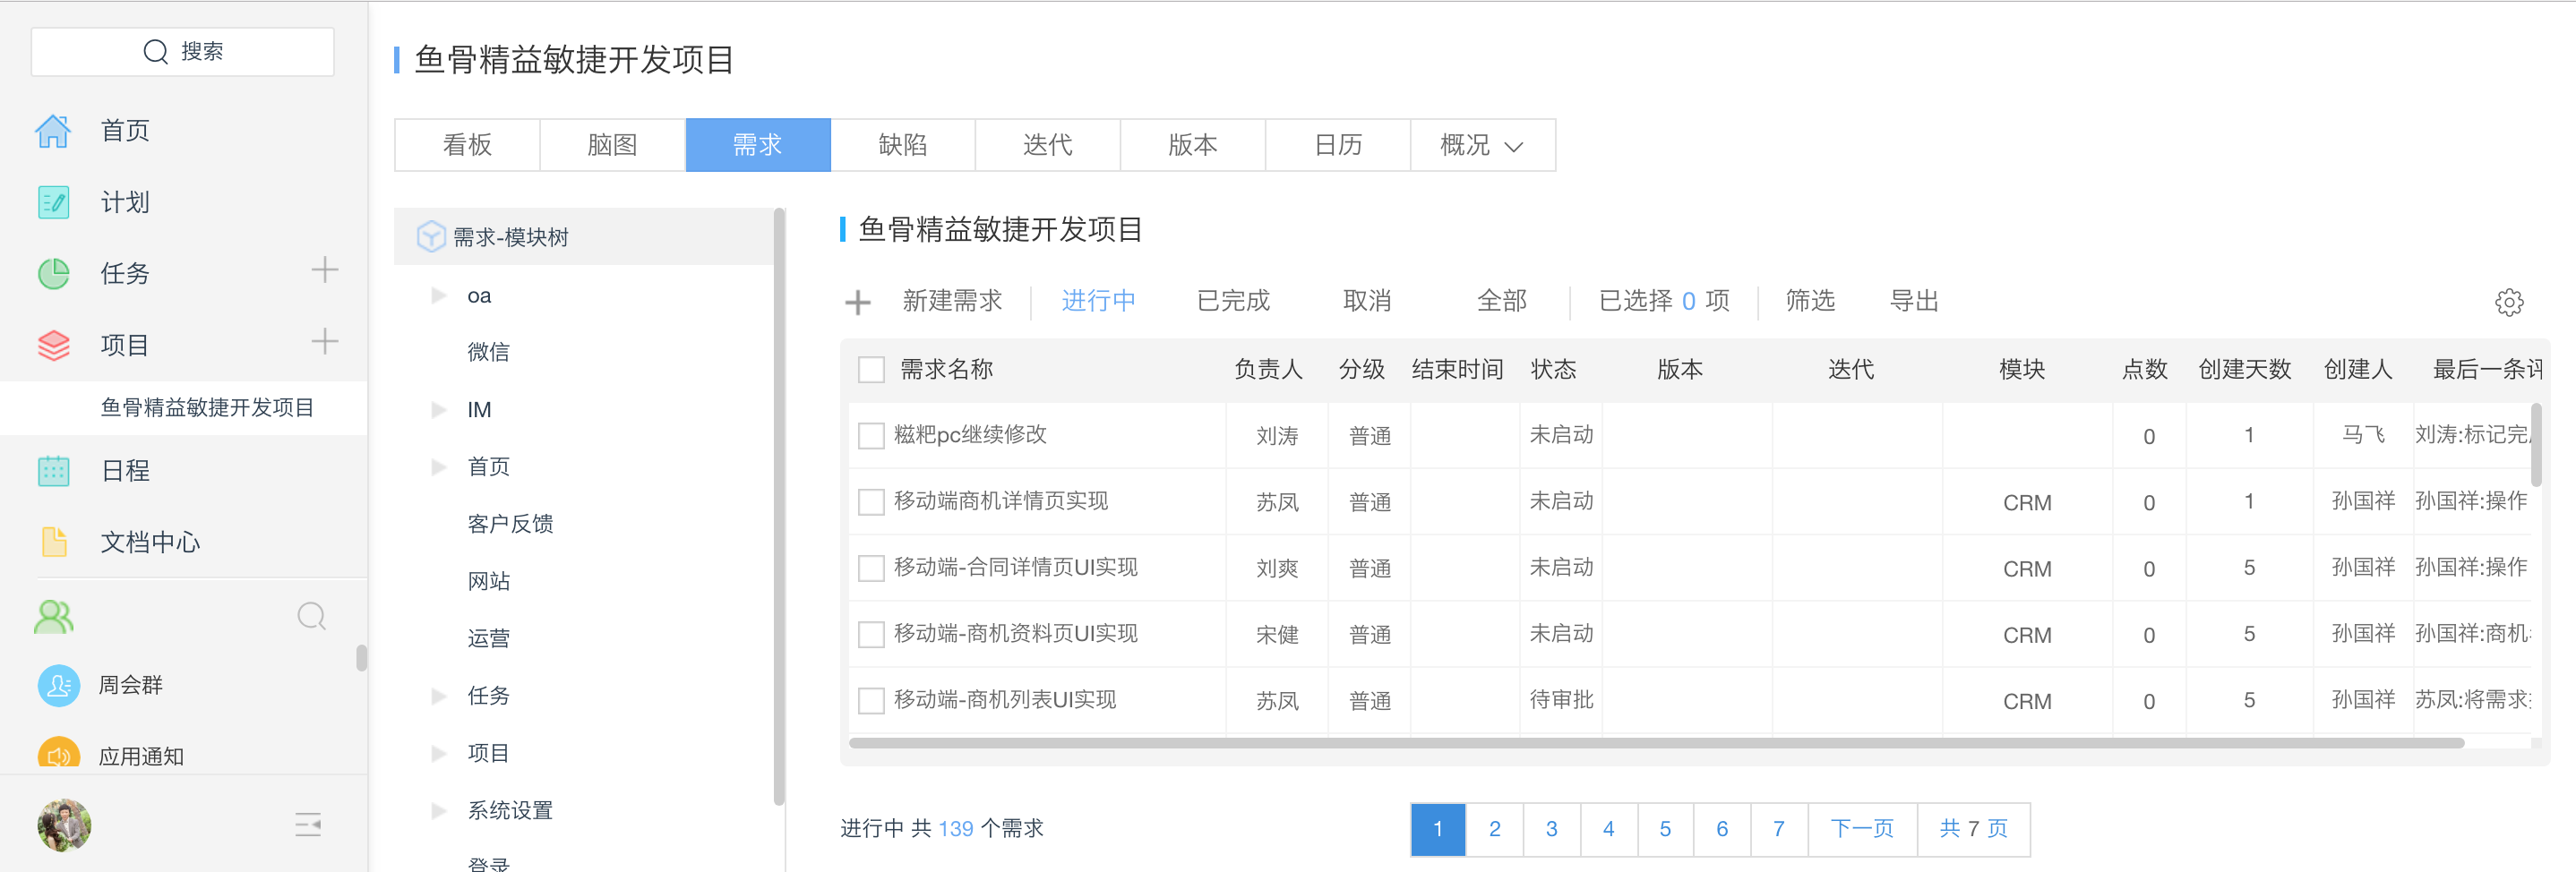 搜索
首页
计划
任务
项目
鱼骨精益敏捷开发项目
日程
文档中心
周会群
应用通知
鱼骨精益敏捷开发项目
看板 脑图 需求 缺陷 迭代 版本 日历 概况
需求-模块树
oa
微信
IM
首页
客户反馈
网站
运营
任务
项目
系统设置
登录
鱼骨精益敏捷开发项目
新建需求 进行中 已完成 取消 全部 已选择 0 项 筛选 导出
需求名称 负责人 分级 结束时间 状态 版本 迭代 模块 点数 创建天数 创建人 最后一条评
糍粑pc继续修改 刘涛 普通 未启动 0 1 马飞 刘涛:标记完
移动端商机详情页实现 苏凤 普通 未启动 CRM 0 1 孙国祥 孙国祥:操作
移动端-合同详情页UI实现 刘爽 普通 未启动 CRM 0 5 孙国祥 孙国祥:操作
移动端-商机资料页UI实现 宋健 普通 未启动 CRM 0 5 孙国祥 孙国祥:商机
移动端-商机列表UI实现 苏凤 普通 待审批 CRM 0 5 孙国祥 苏凤:将需求
进行中 共 139 个需求
1 2 3 4 5 6 7 下一页 共 7 页